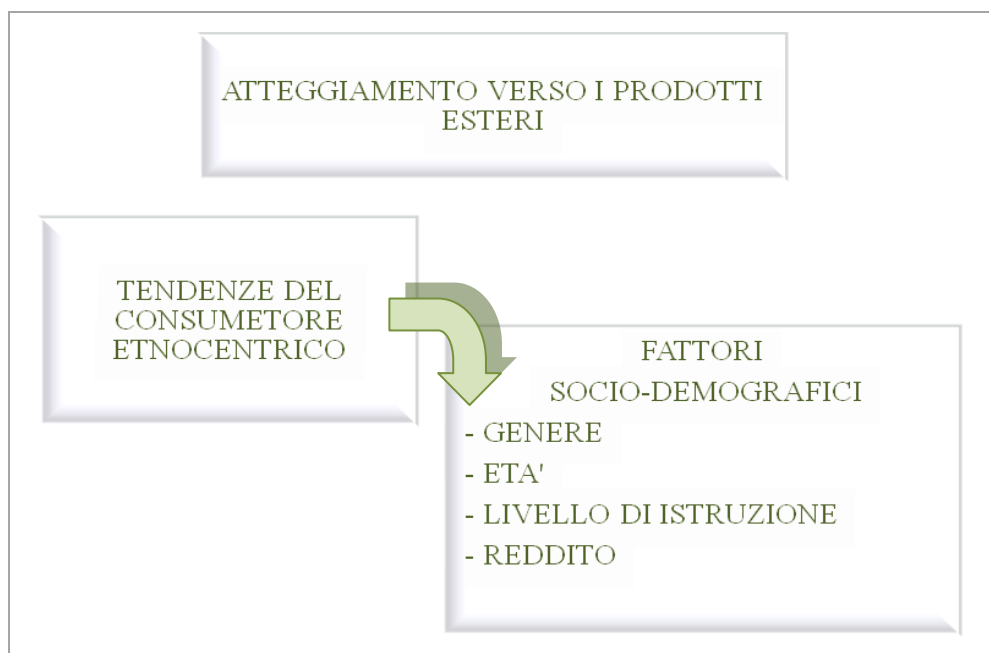 ATTEGGIAMENTO VERSO I PRODOTTI
ESTERI
TENDENZE DEL
CONSUMETORE
ETNOCENTRICO
FATTORI
SOCIO-DEMOGRAFICI
- GENERE
- ETA'
- LIVELLO DI ISTRUZIONE
- REDDITO